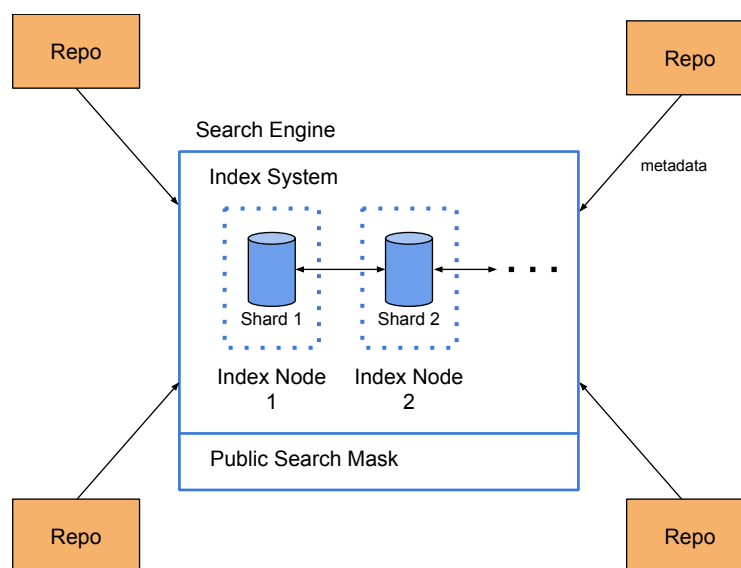 Repo
Repo
Search Engine
metadata
Index System
Shard 1
Shard 2
Index Node
1
Index Node
2
Public Search Mask
Repo
Repo